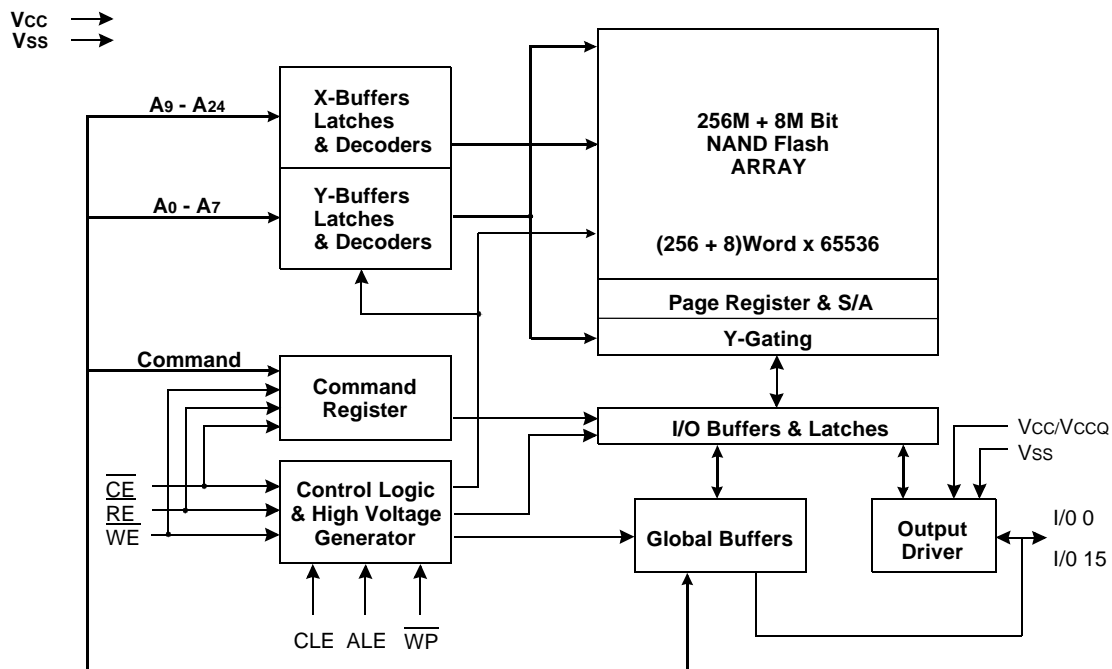 VCC
VSS
A9 - A24
X-Buffers
Latches
& Decoders
A0 - A7
Y-Buffers
Latches
& Decoders
256M + 8M Bit
NAND Flash
ARRAY
(256 + 8)Word x 65536
Page Register & S/A
Y-Gating
Command
Command
Register
I/O Buffers & Latches
VCC/VCCQ
VSS
CE
RE
WE
Control Logic
& High Voltage
Generator
Global Buffers
Output
Driver
I/0 0
I/0 15
CLE
ALE
WP